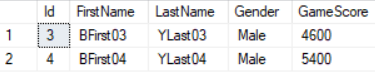 Id FirstName LastName Gender GameScore
1 3 BFirst03 YLast03 Male 4600
2 4 BFirst04 YLast04 Male 5400